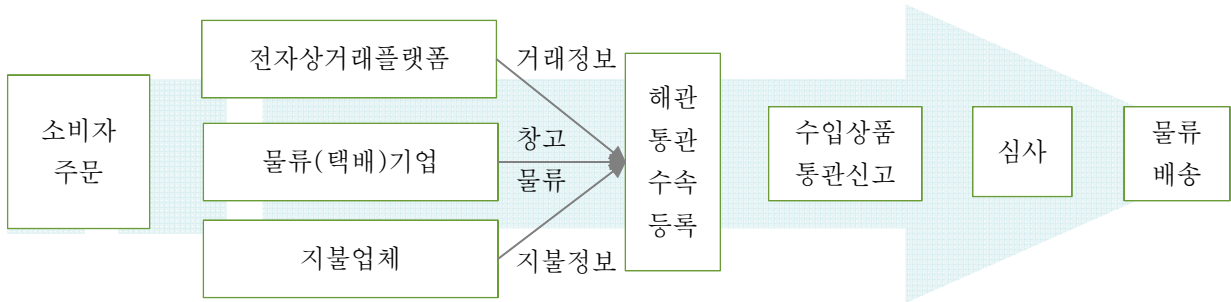 소비자
주문
전자상거래플랫폼
물류(택배)기업
지불업체
거래정보
창고
물류
지불정보
해관
통관
수속
등록
수입상품
통관신고
심사
물류
배송